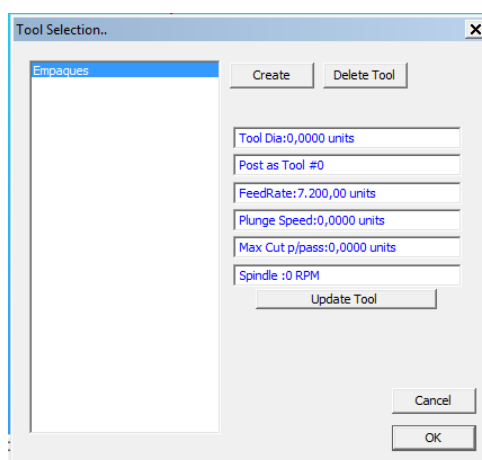 Tool Selection..
Empaques
Create
Delete Tool
Tool Dia:0,0000 units
Post as Tool #0
FeedRate:7.200,00 units
Plunge Speed:0,0000 units
Max Cut p/pass:0,0000 units
Spindle :0 RPM
Update Tool
Cancel
OK